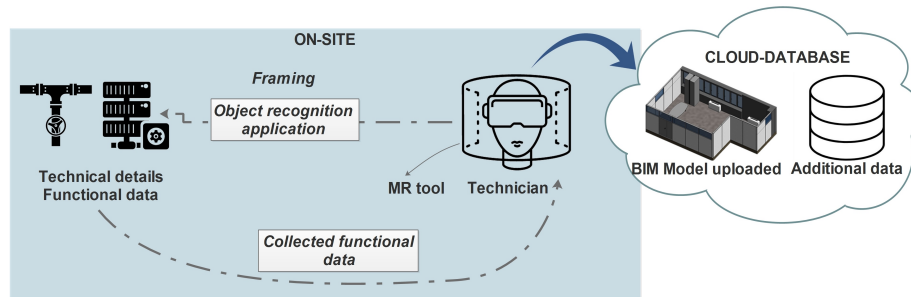 ON-SITE
CLOUD-DATABASE
Framing
Object recognition
application
BIM Model uploaded
Additional data
Technical details
Functional data
MR tool
Technician
Collected functional
data